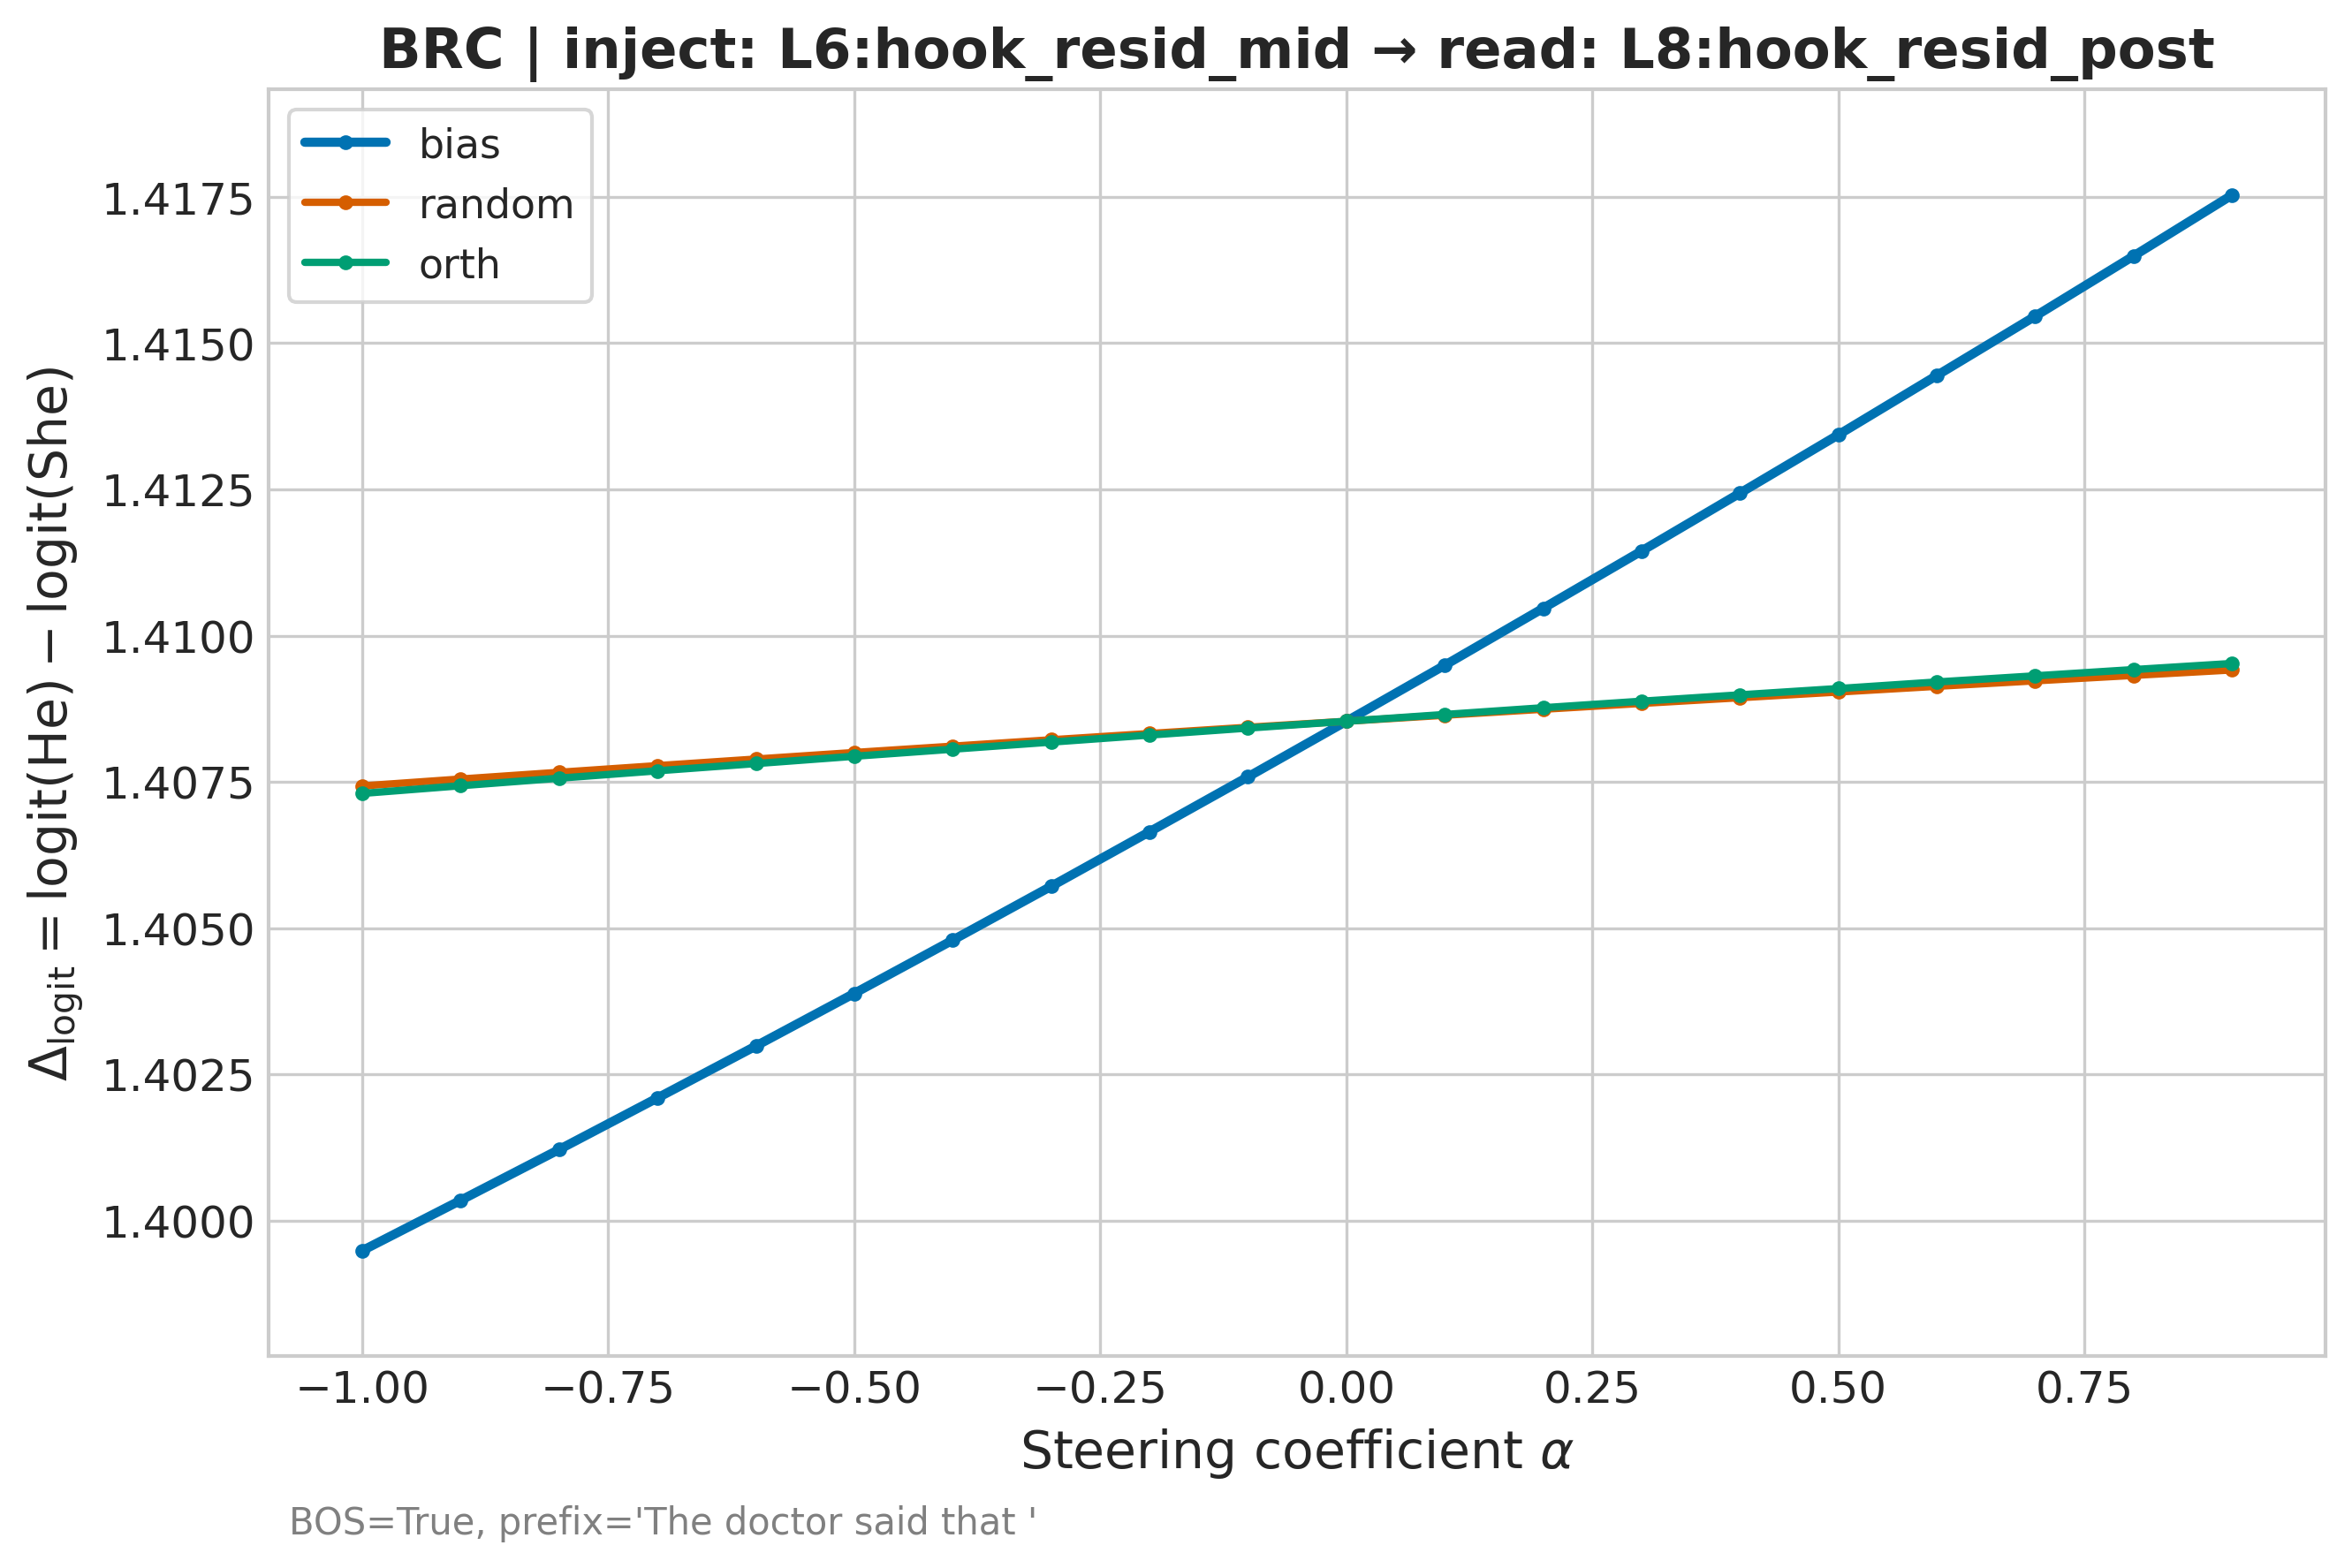 BRC | inject: L6:hook_resid_mid → read: L8:hook_resid_post
bias
random
orth
Δlogit = logit(He) − logit(She)
1.4175
1.4150
1.4125
1.4100
1.4075
1.4050
1.4025
1.4000
−1.00 −0.75 −0.50 −0.25 0.00 0.25 0.50 0.75
Steering coefficient α
BOS=True, prefix='The doctor said that '